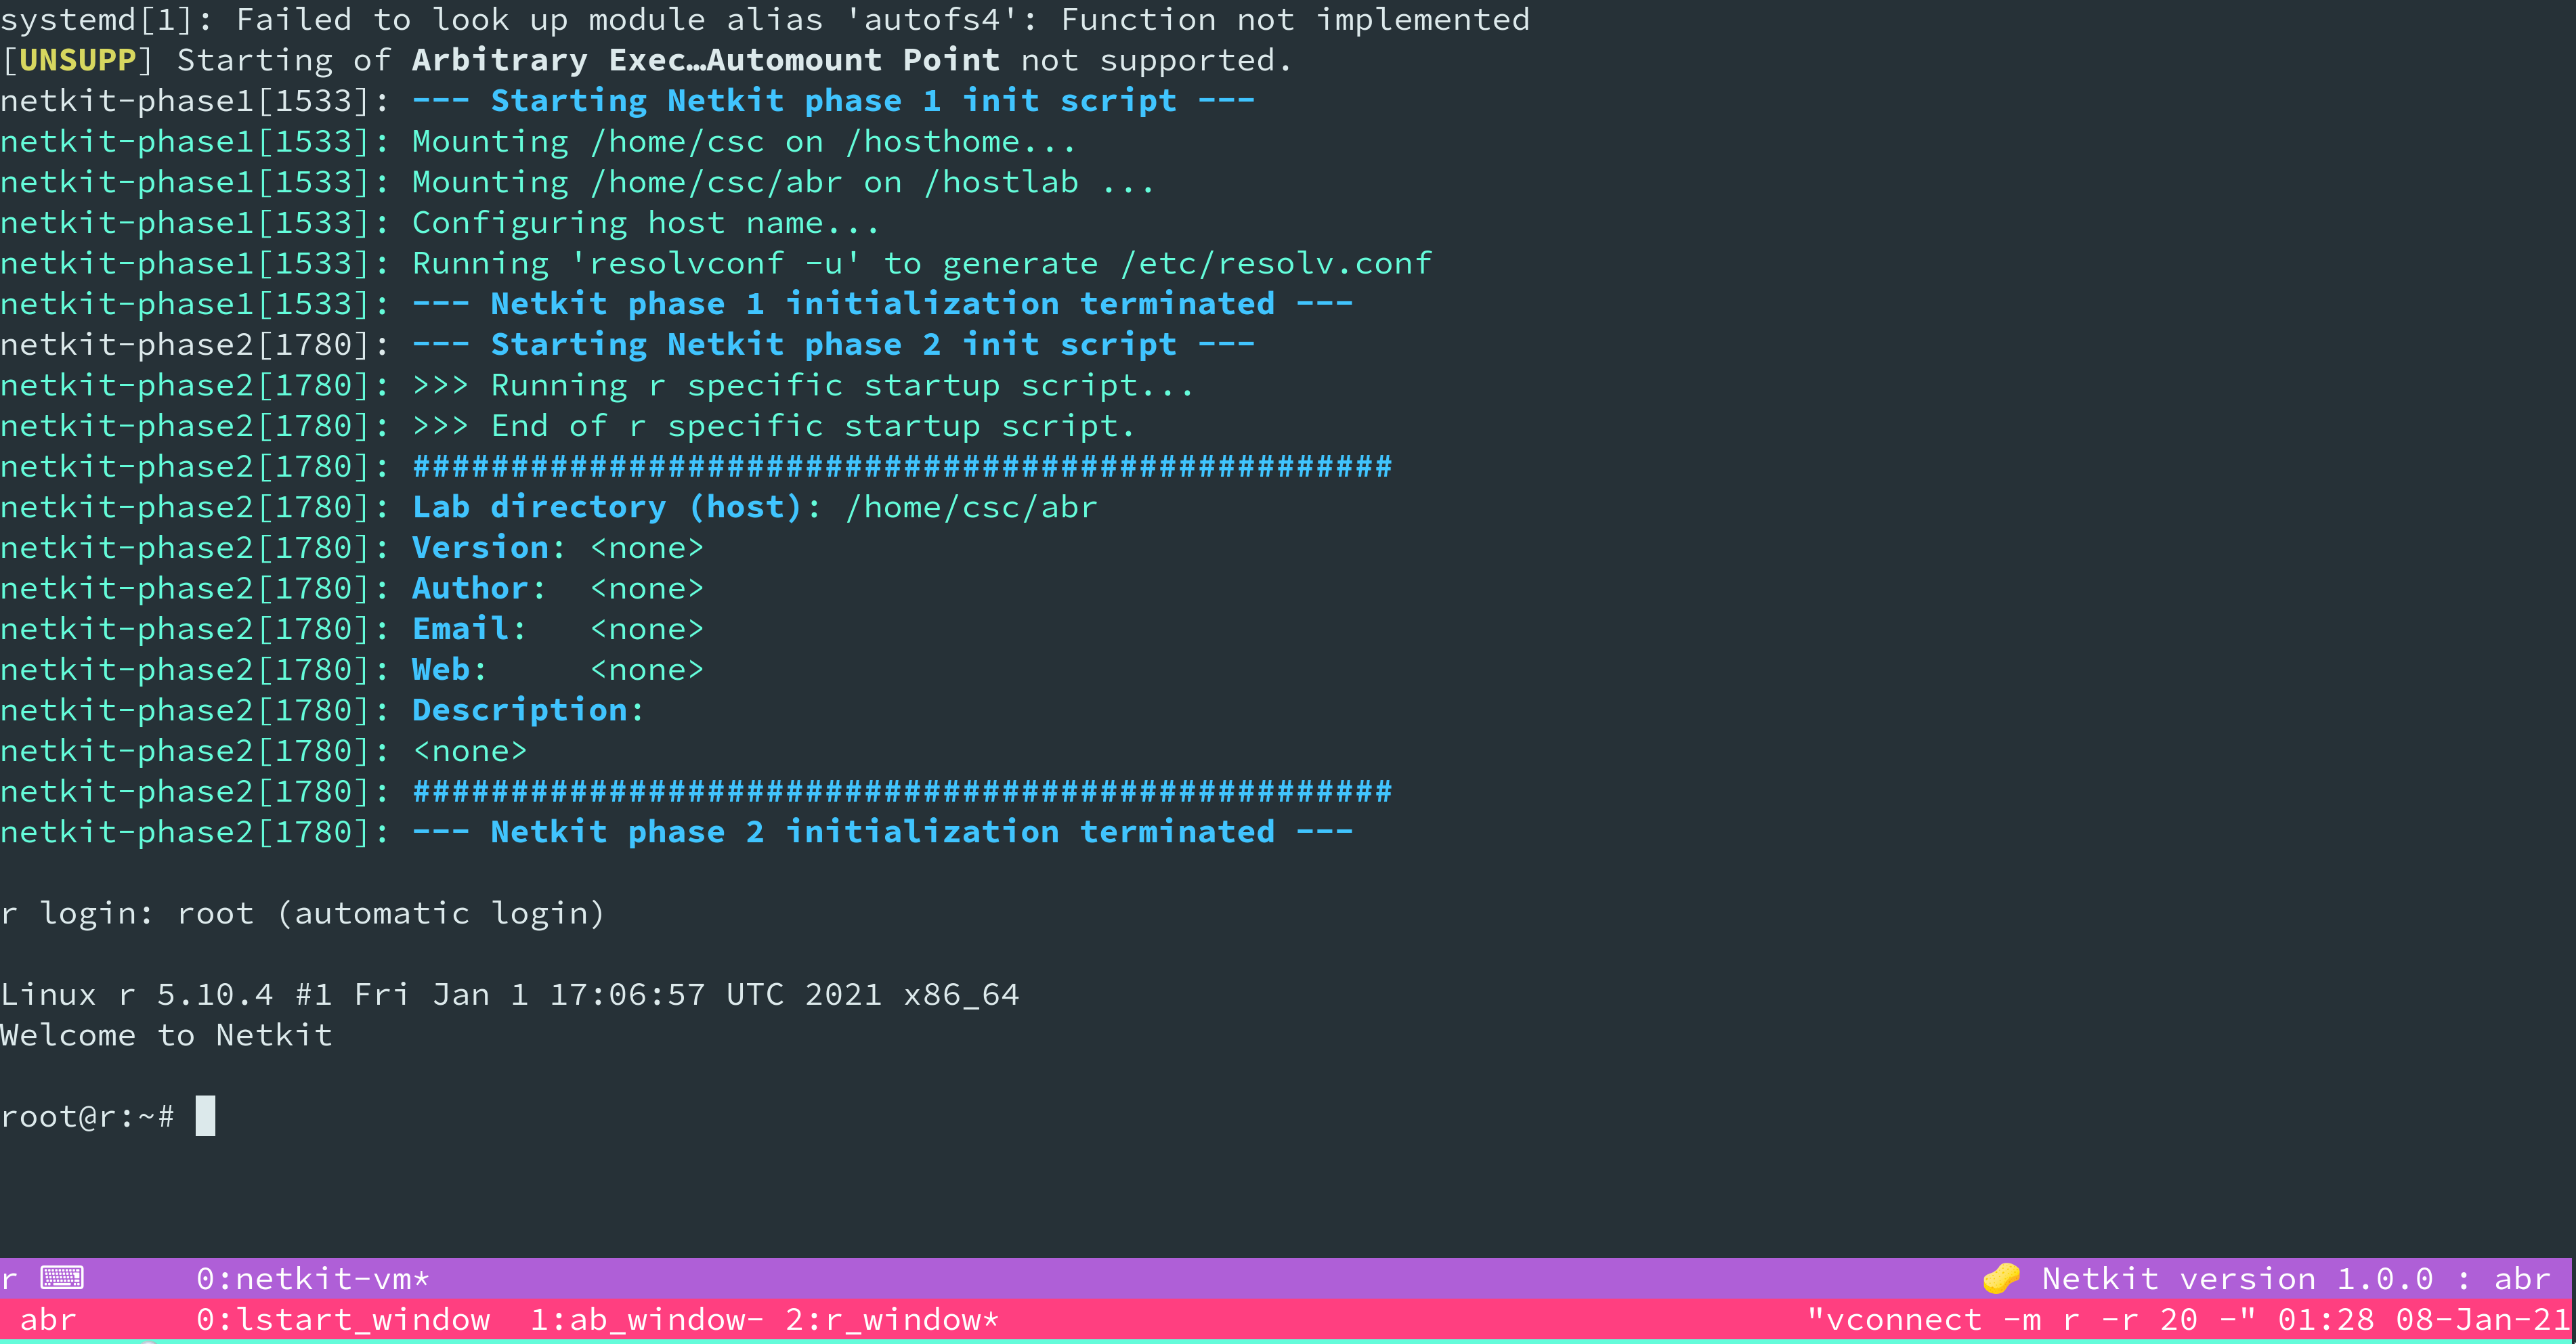 systemd[1]: Failed to look up module alias 'autofs4': Function not implemented
[UNSUPP] Starting of Arbitrary Exec…Automount Point not supported.
netkit-phase1[1533]: --- Starting Netkit phase 1 init script ---
netkit-phase1[1533]: Mounting /home/csc on /hosthome...
netkit-phase1[1533]: Mounting /home/csc/abr on /hostlab ...
netkit-phase1[1533]: Configuring host name...
netkit-phase1[1533]: Running 'resolvconf -u' to generate /etc/resolv.conf
netkit-phase1[1533]: --- Netkit phase 1 initialization terminated ---
netkit-phase2[1780]: --- Starting Netkit phase 2 init script ---
netkit-phase2[1780]: >>> Running r specific startup script...
netkit-phase2[1780]: >>> End of r specific startup script.
netkit-phase2[1780]: ##################################################
netkit-phase2[1780]: Lab directory (host): /home/csc/abr
netkit-phase2[1780]: Version: <none>
netkit-phase2[1780]: Author:  <none>
netkit-phase2[1780]: Email:   <none>
netkit-phase2[1780]: Web:     <none>
netkit-phase2[1780]: Description:
netkit-phase2[1780]: <none>
netkit-phase2[1780]: ##################################################
netkit-phase2[1780]: --- Netkit phase 2 initialization terminated ---
r login: root (automatic login)
Linux r 5.10.4 #1 Fri Jan 1 17:06:57 UTC 2021 x86_64
Welcome to Netkit
root@r:~#
r ⌨ 0:netkit-vm* 🧽 Netkit version 1.0.0 : abr
abr 0:lstart_window 1:ab_window- 2:r_window* "vconnect -m r -r 20 -" 01:28 08-Jan-21